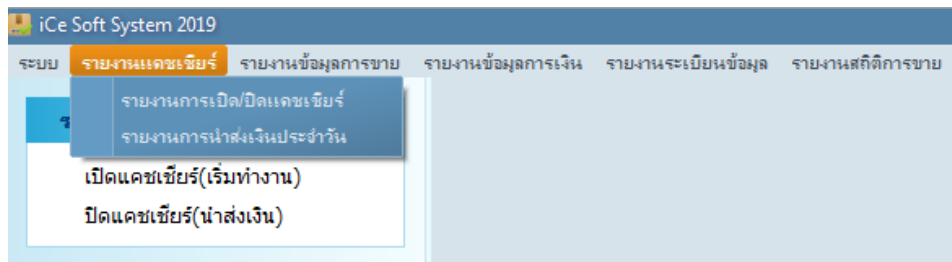 iCe Soft System 2019
ระบบ รายงานแคชเชียร์ รายงานข้อมูลการขาย รายงานข้อมูลการเงิน รายงานระเบียนข้อมูล รายงานสถิติการขาย
รายงานการเปิด/ปิดแคชเชียร์
รายงานการนำส่งเงินประจำวัน
เปิดแคชเชียร์(เริ่มทำงาน)
ปิดแคชเชียร์(นำส่งเงิน)